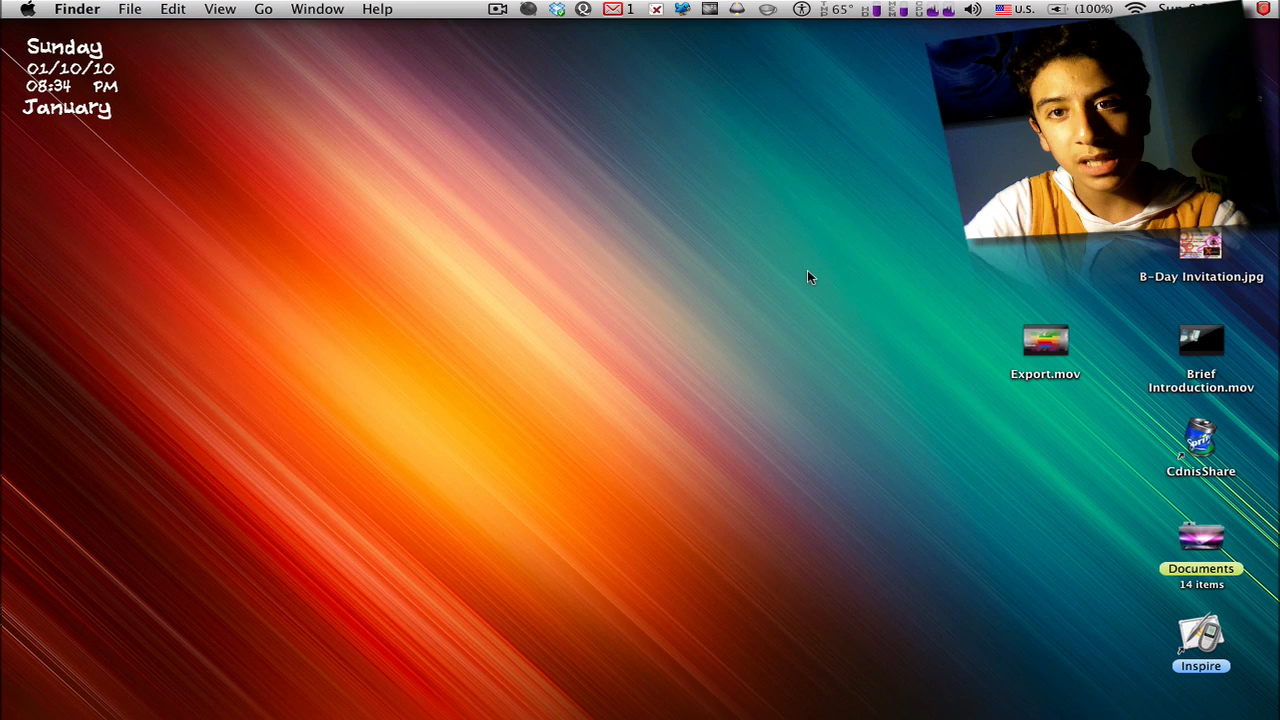 Finder File Edit View Go Window Help 1 65° U.S. (100%)
Sunday
01/10/10
08:34 PM
January
B-Day Invitation.jpg
Export.mov
Brief
Introduction.mov
Sprite
CdnisShare
Documents
14 items
Inspire